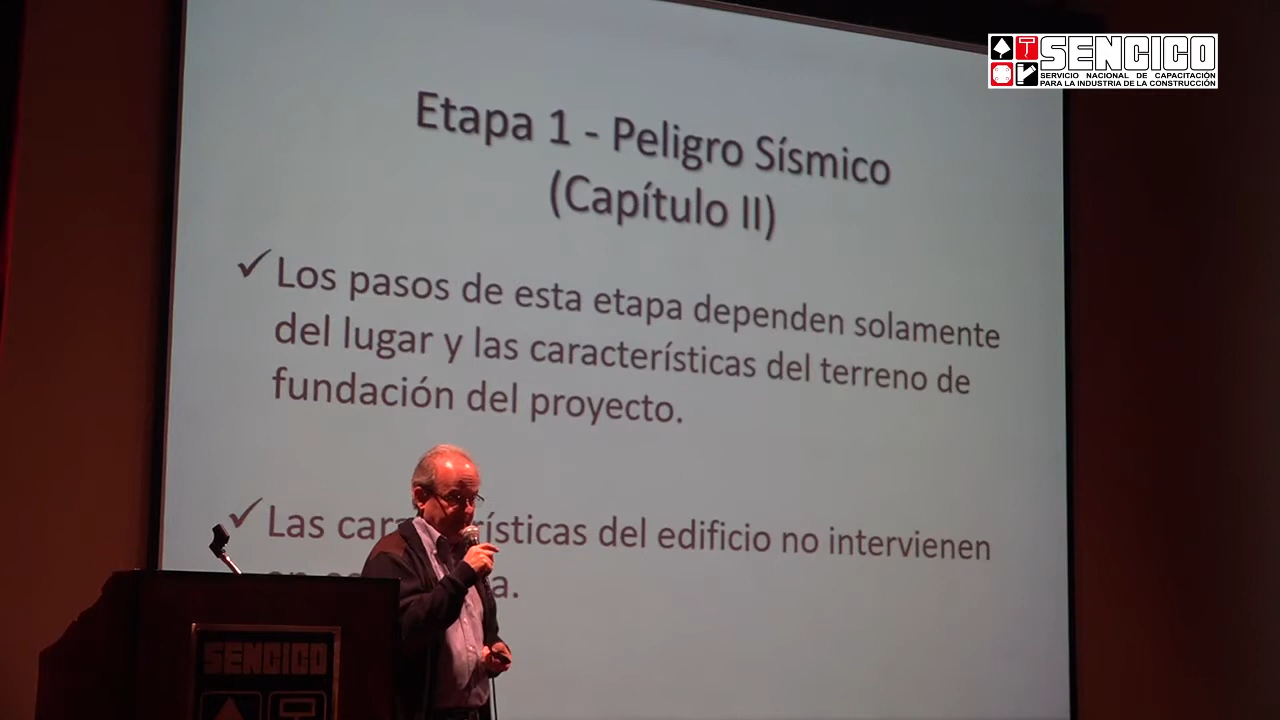 SENCICO
SERVICIO NACIONAL DE CAPACITACIÓN
PARA LA INDUSTRIA DE LA CONSTRUCCIÓN
Etapa 1 - Peligro Sísmico
(Capítulo II)
✓ Los pasos de esta etapa dependen solamente
del lugar y las características del terreno de
fundación del proyecto.
✓ Las car ísticas del edificio no intervienen
a.
SENCICO